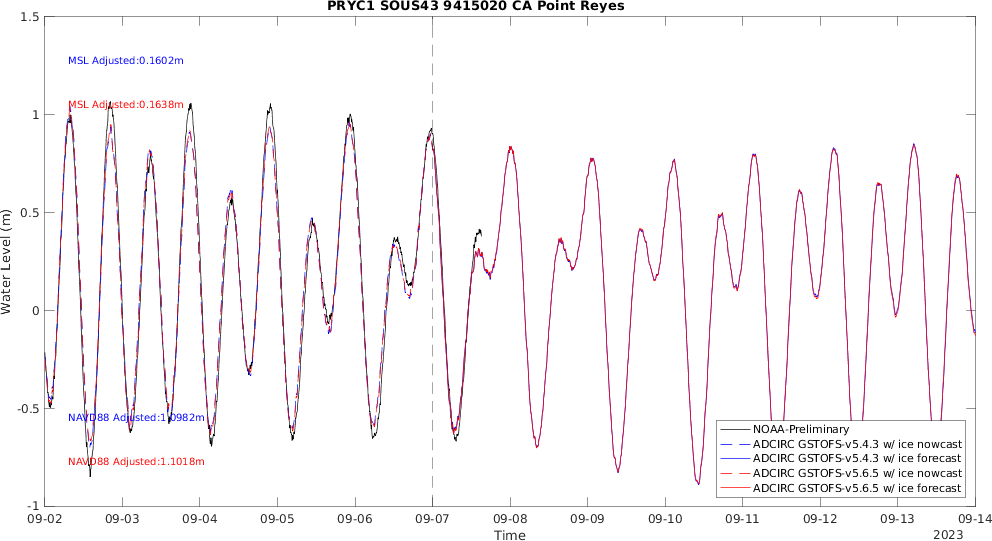 PRYC1 SOUS43 9415020 CA Point Reyes
1.5
MSL Adjusted:0.1602m
MSL Adjusted:0.1638m
1
0.5
Water Level (m)
0
-0.5
NAVD88 Adjusted:1.0982m
NAVD88 Adjusted:1.1018m
-1
NOAA-Preliminary
ADCIRC GSTOFS-v5.4.3 w/ ice nowcast
ADCIRC GSTOFS-v5.4.3 w/ ice forecast
ADCIRC GSTOFS-v5.6.5 w/ ice nowcast
ADCIRC GSTOFS-v5.6.5 w/ ice forecast
09-02 09-03 09-04 09-05 09-06 09-07 09-08 09-09 09-10 09-11 09-12 09-13 09-14
Time
2023